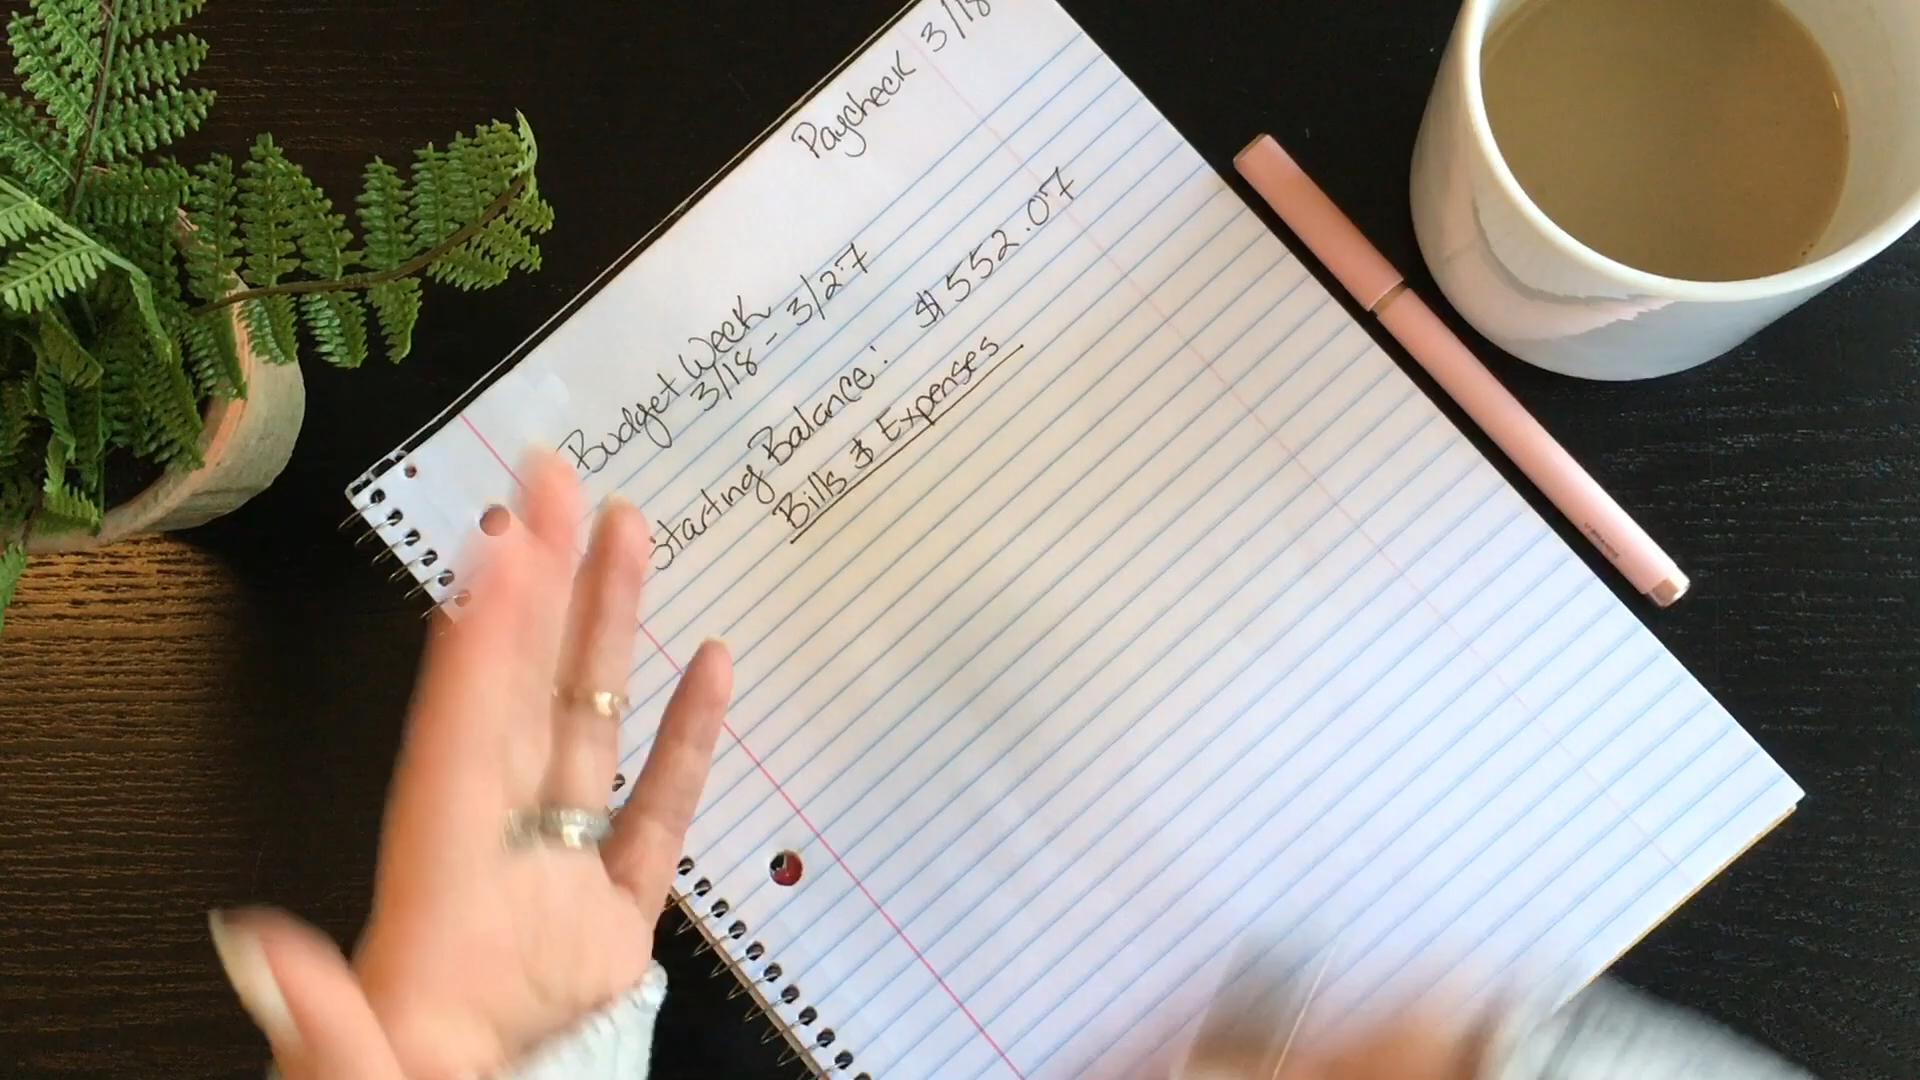 Paycheck 3/18
Budget Week
3/18 - 3/27
Starting Balance: $552.07
Bills & Expenses